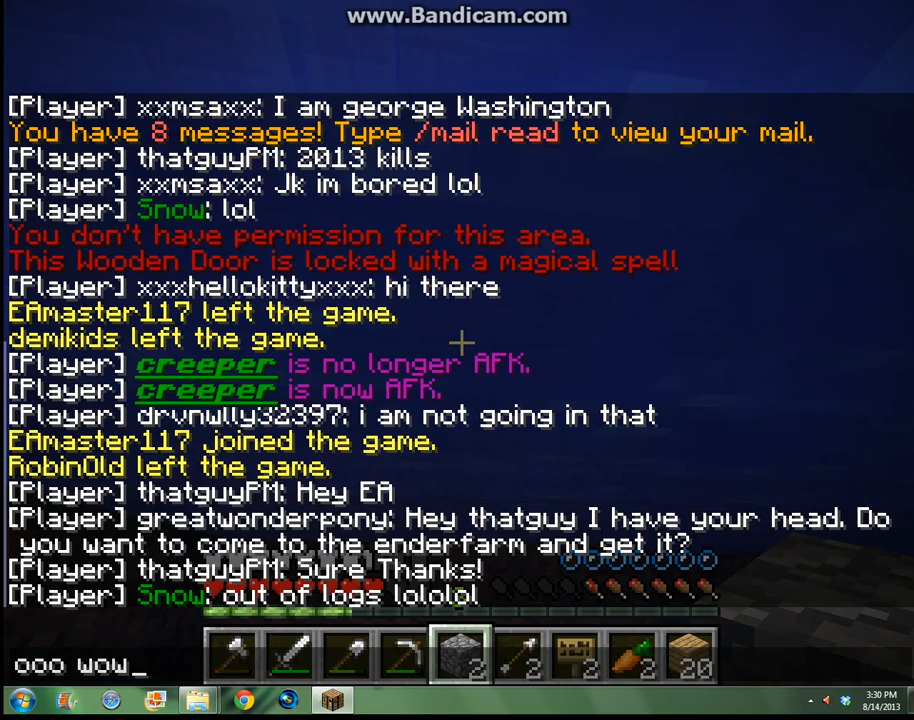 www.Bandicam.com
[Player] xxmsaxx: I am george Washington
You have 8 messages! Type /mail read to view your mail.
[Player] thatguyPM: 2013 kills
[Player] xxmsaxx: Jk im bored lol
[Player] Snow: lol
You don't have permission for this area.
This Wooden Door is locked with a magical spell
[Player] xxxhellokittyxxx: hi there
EAmaster117 left the game.
demikids left the game.
[Player] creeper is no longer AFK.
[Player] creeper is now AFK.
[Player] drvnwlly32397: i am not going in that
EAmaster117 joined the game.
RobinOld left the game.
[Player] thatguyPM: Hey EA
[Player] greatwonderpony: Hey thatguy I have your head. Do
you want to come to the enderfarm and get it?
[Player] thatguyPM: Sure Thanks!
[Player] Snow: out of logs lololol
2 2 2 2 20
ooo wow_
3:30 PM
8/14/2013